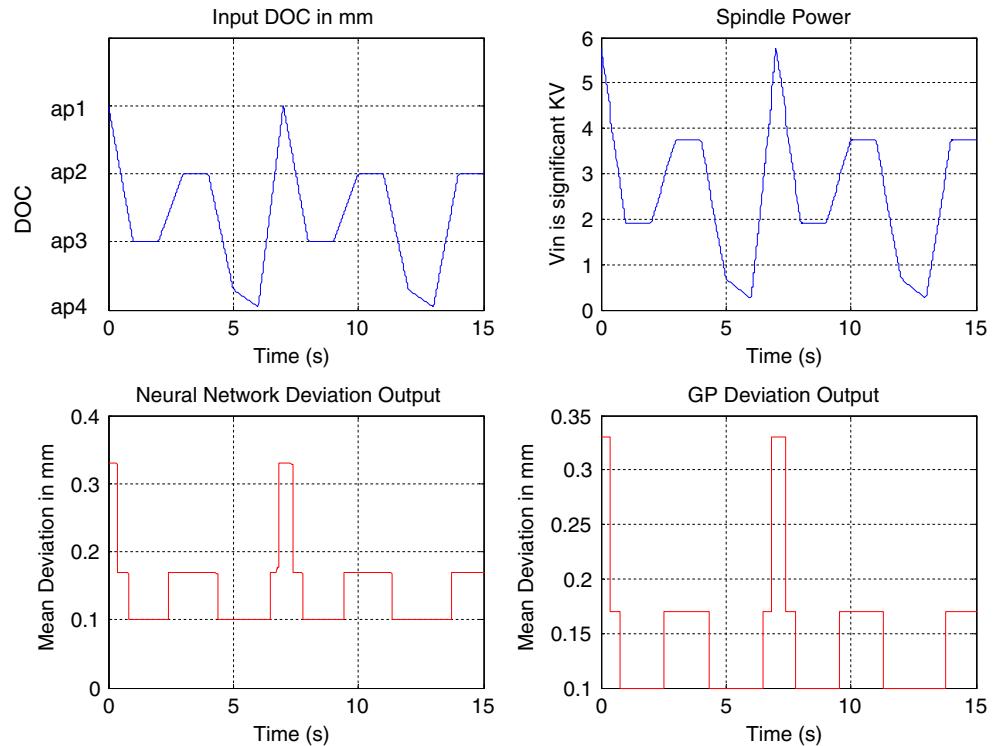 Input DOC in mm
DOC
ap1
ap2
ap3
ap4
0 5 10 15
Time (s)
Spindle Power
Vin is significant KV
6
5
4
3
2
1
0
0 5 10 15
Time (s)
Neural Network Deviation Output
Mean Deviation in mm
0.4
0.3
0.2
0.1
0
0 5 10 15
Time (s)
GP Deviation Output
Mean Deviation in mm
0.35
0.3
0.25
0.2
0.15
0.1
0 5 10 15
Time (s)